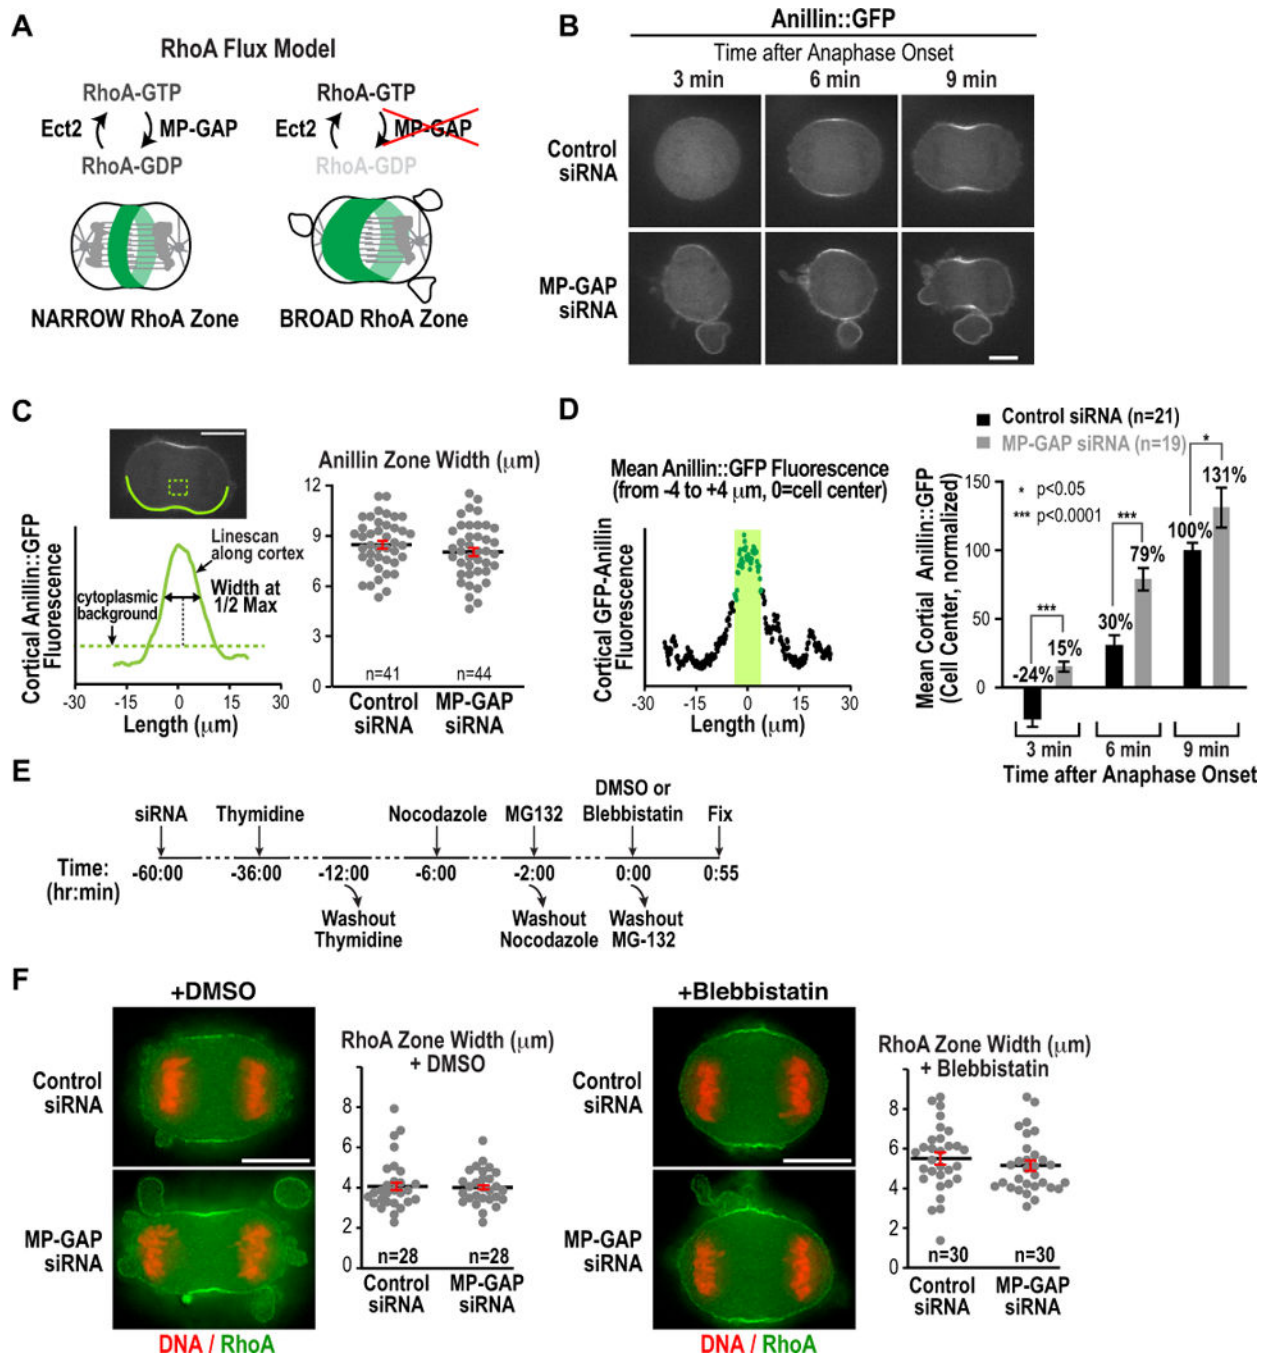 A
RhoA Flux Model
RhoA-GTP
Ect2
MP-GAP
RhoA-GDP
NARROW RhoA Zone
RhoA-GTP
Ect2
MP-GAP
RhoA-GDP
BROAD RhoA Zone
B
Anillin::GFP
Time after Anaphase Onset
3 min
6 min
9 min
Control
siRNA
MP-GAP
siRNA
C
Cortical Anillin::GFP
Fluorescence
Linescan
along cortex
cytoplasmic
background
Width at
1/2 Max
-30
-15
0
15
30
Length (μm)
Anillin Zone Width (μm)
12
9
6
3
0
n=41
n=44
Control
siRNA
MP-GAP
siRNA
D
Mean Anillin::GFP Fluorescence
(from -4 to +4 μm, 0=cell center)
Cortical GFP-Anillin
Fluorescence
-30
-15
0
15
30
Length (μm)
Control siRNA (n=21)
MP-GAP siRNA (n=19)
Mean Cortial Anillin::GFP
(Cell Center, normalized)
150
100
50
0
* p<0.05
*** p<0.0001
***
-24%
15%
***
30%
79%
*
100%
131%
3 min
6 min
9 min
Time after Anaphase Onset
E
siRNA
Thymidine
Nocodazole
MG132
DMSO or
Blebbistatin
Fix
Time:
(hr:min)
-60:00
-36:00
-12:00
-6:00
-2:00
0:00
0:55
Washout
Thymidine
Washout
Nocodazole
Washout
MG-132
F
+DMSO
Control
siRNA
MP-GAP
siRNA
DNA / RhoA
RhoA Zone Width (μm)
+ DMSO
8
6
4
2
0
n=28
n=28
Control
siRNA
MP-GAP
siRNA
+Blebbistatin
Control
siRNA
MP-GAP
siRNA
DNA / RhoA
RhoA Zone Width (μm)
+ Blebbistatin
8
6
4
2
0
n=30
n=30
Control
siRNA
MP-GAP
siRNA